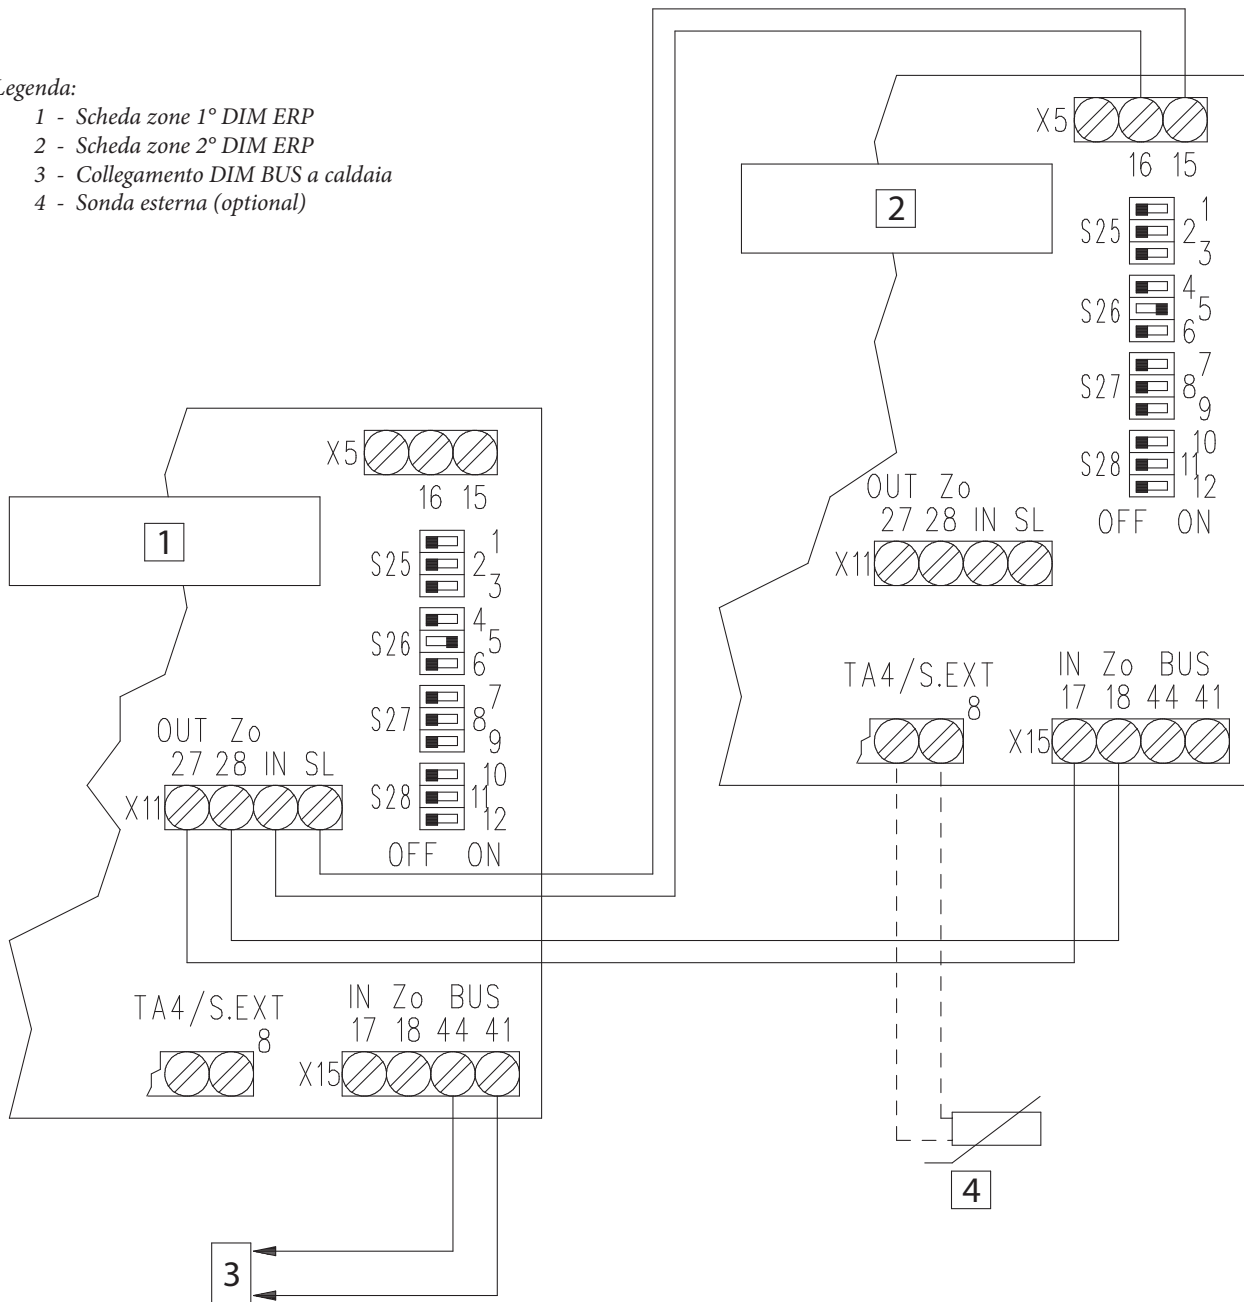 Legenda:
1 - Scheda zone 1° DIM ERP
2 - Scheda zone 2° DIM ERP
3 - Collegamento DIM BUS a caldaia
4 - Sonda esterna (optional)
X5
16 15
2
S25 1 2 3
S26 4 5 6
S27 7 8 9
S28 10 11 12
OFF ON
OUT Zo
27 28 IN SL
X11
TA4/S.EXT
8
IN Zo BUS
17 18 44 41
X15
4
X5
16 15
1
S25 1 2 3
S26 4 5 6
S27 7 8 9
S28 10 11 12
OFF ON
OUT Zo
27 28 IN SL
X11
TA4/S.EXT
8
IN Zo BUS
17 18 44 41
X15
3